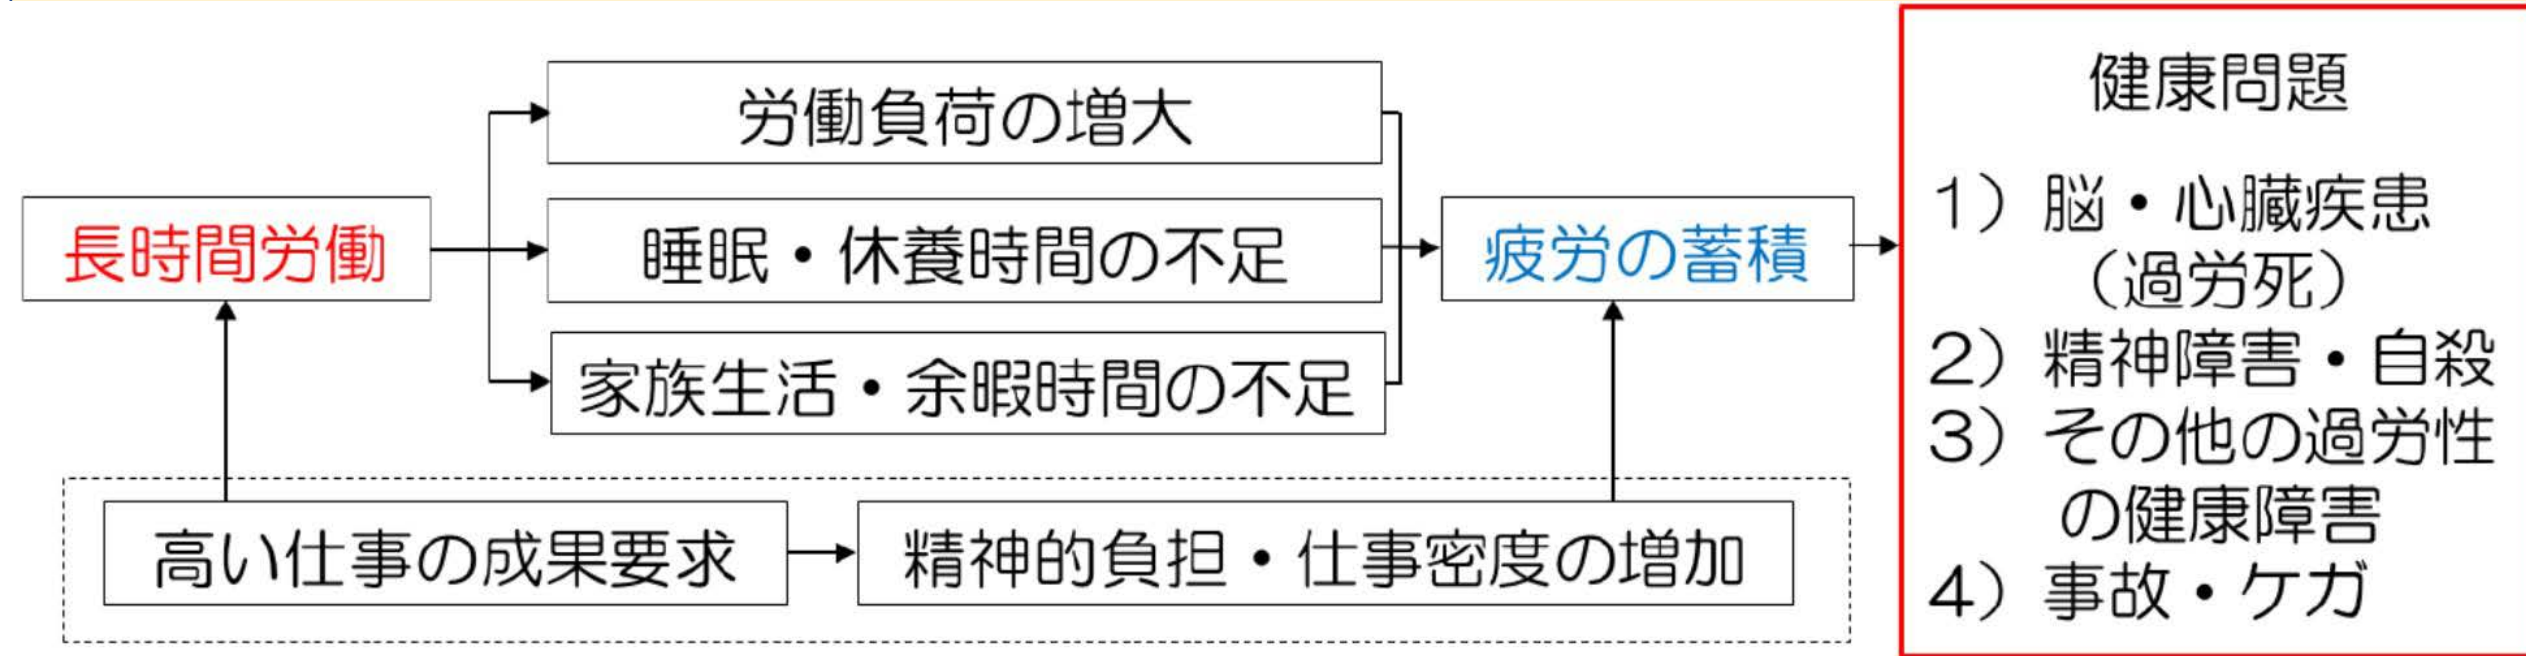 労働負荷の増大
長時間労働
睡眠・休養時間の不足
家族生活・余暇時間の不足
疲労の蓄積
高い仕事の成果要求
精神的負担・仕事密度の増加
健康問題
1）脳・心臓疾患
（過労死）
2）精神障害・自殺
3）その他の過労性
の健康障害
4）事故・ケガ